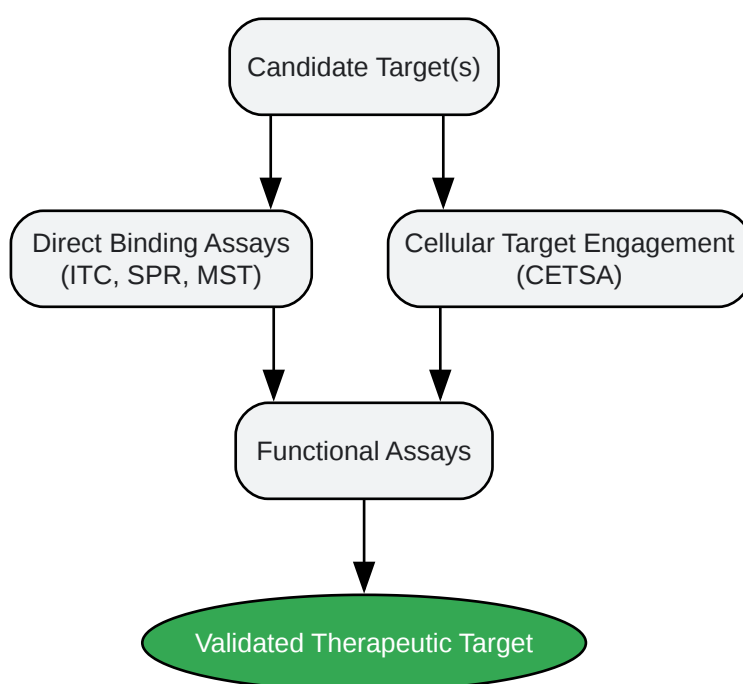 Candidate Target(s)
Direct Binding Assays
(ITC, SPR, MST)
Cellular Target Engagement
(CETSA)
Functional Assays
Validated Therapeutic Target